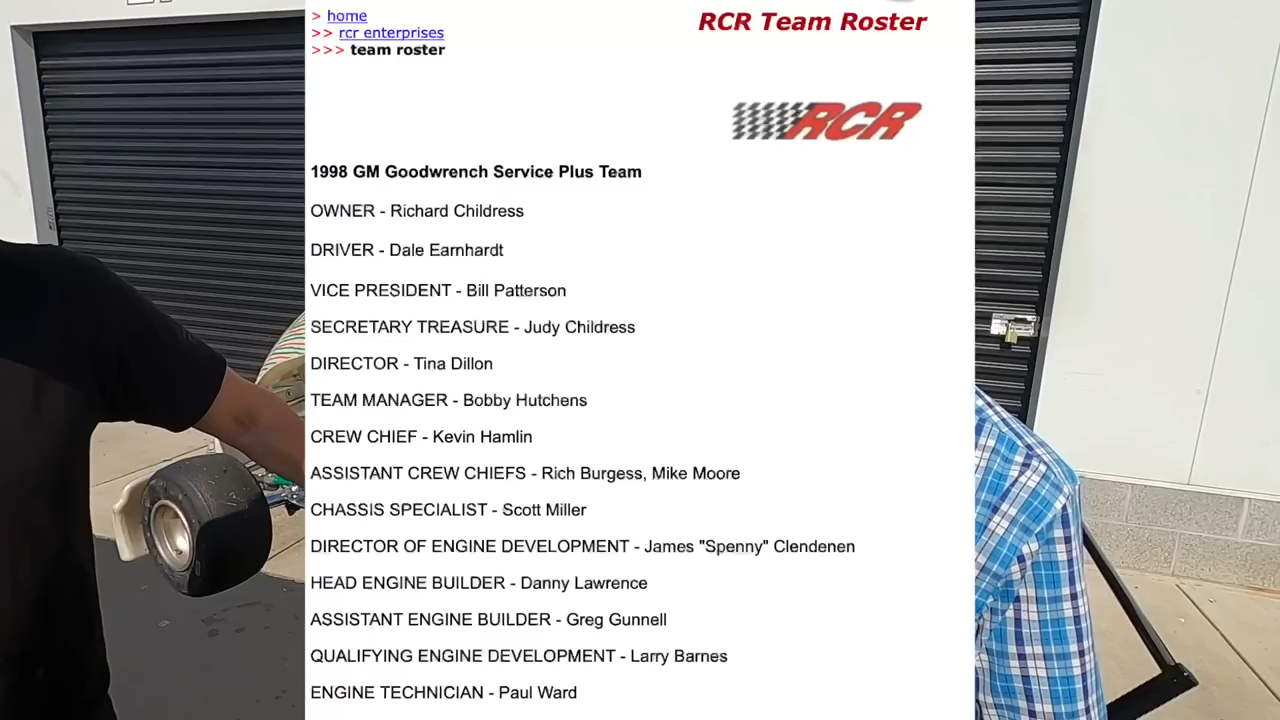 > home
>> rcr enterprises
>>> team roster
RCR Team Roster
RCR
1998 GM Goodwrench Service Plus Team
OWNER - Richard Childress
DRIVER - Dale Earnhardt
VICE PRESIDENT - Bill Patterson
SECRETARY TREASURE - Judy Childress
DIRECTOR - Tina Dillon
TEAM MANAGER - Bobby Hutchens
CREW CHIEF - Kevin Hamlin
ASSISTANT CREW CHIEFS - Rich Burgess, Mike Moore
CHASSIS SPECIALIST - Scott Miller
DIRECTOR OF ENGINE DEVELOPMENT - James "Spenny" Clendenen
HEAD ENGINE BUILDER - Danny Lawrence
ASSISTANT ENGINE BUILDER - Greg Gunnell
QUALIFYING ENGINE DEVELOPMENT - Larry Barnes
ENGINE TECHNICIAN - Paul Ward